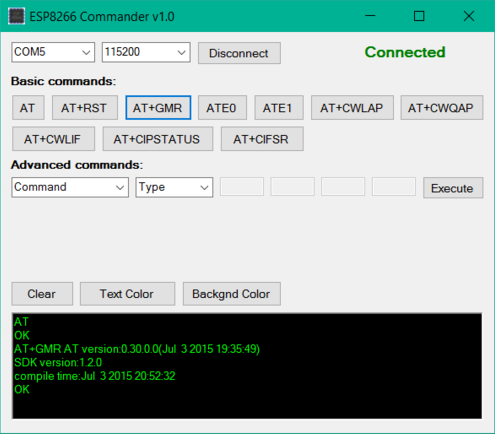 ESP8266 Commander v1.0
COM5 115200 Disconnect Connected
Basic commands:
AT AT+RST AT+GMR ATE0 ATE1 AT+CWLAP AT+CWQAP
AT+CWLIF AT+CIPSTATUS AT+CIFSR
Advanced commands:
Command Type Execute
Clear Text Color Backgnd Color
AT
OK
AT+GMR AT version:0.30.0.0(Jul 3 2015 19:35:49)
SDK version:1.2.0
compile time:Jul 3 2015 20:52:32
OK